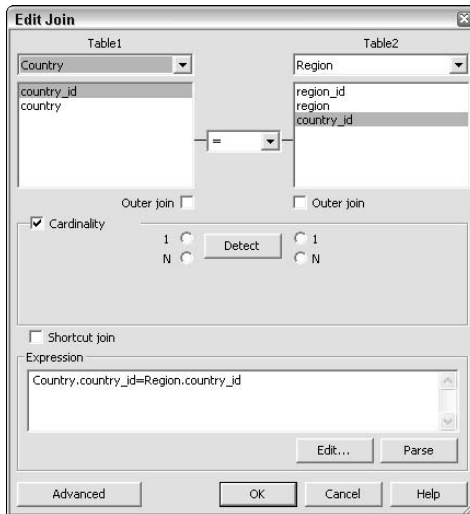 Edit Join
Table1
Table2
Country
Region
country_id
country
=
region_id
region
country_id
Outer join
Outer join
Cardinality
1
N
Detect
1
N
Shortcut join
Expression
Country.country_id=Region.country_id
Edit...
Parse
Advanced
OK
Cancel
Help